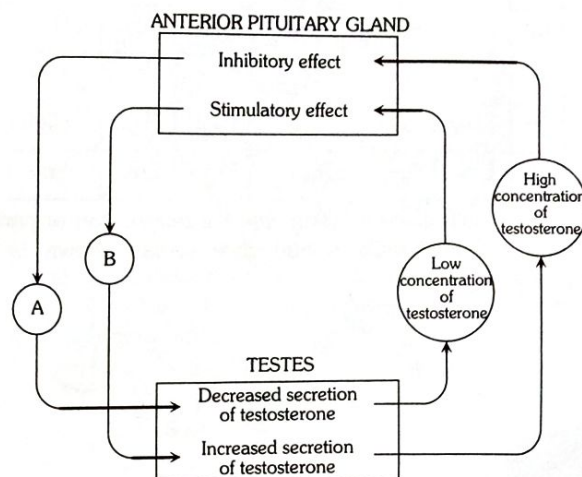 ANTERIOR PITUITARY GLAND
Inhibitory effect
Stimulatory effect
High
concentration
of
testosterone
B
Low
concentration
of
testosterone
A
TESTES
Decreased secretion
of testosterone
Increased secretion
of testosterone